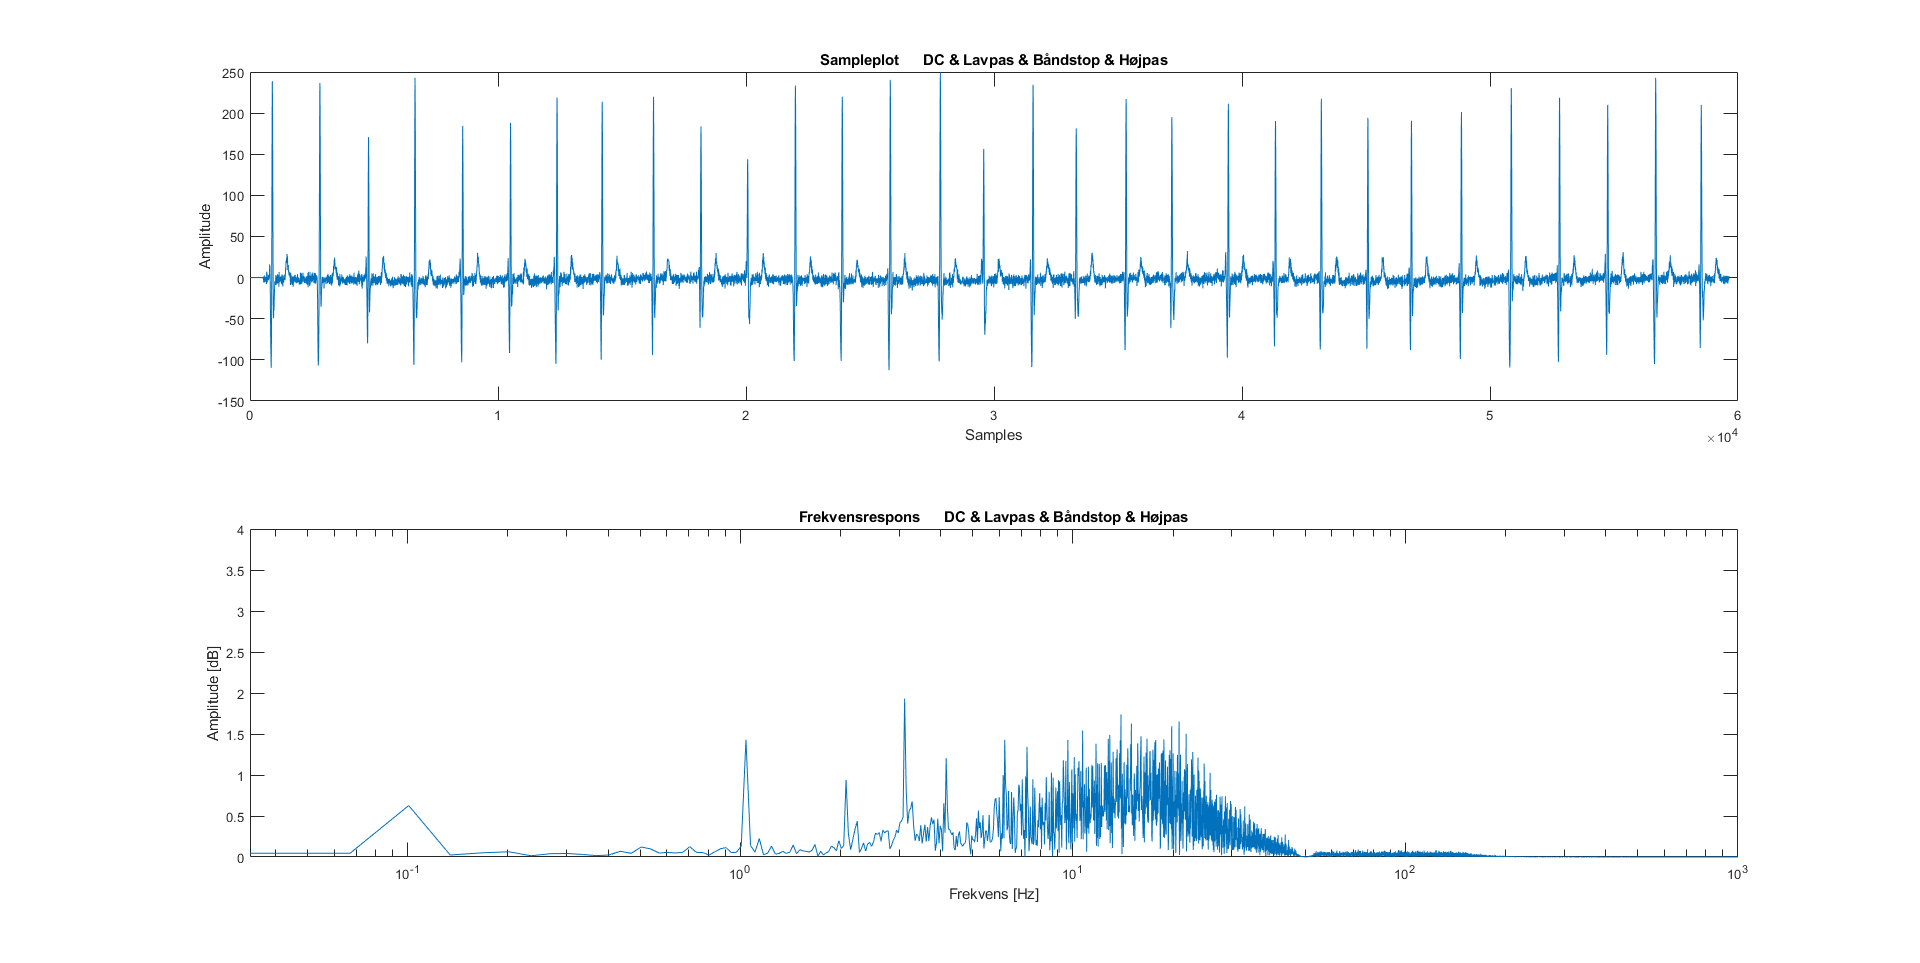 Sampleplot DC & Lavpas & Båndstop & Højpas
250
200
150
100
50
0
-50
-100
-150
Amplitude
0 1 2 3 4 5 6
×10^4
Samples
Frekvensrespons DC & Lavpas & Båndstop & Højpas
4
3.5
3
2.5
2
1.5
1
0.5
0
Amplitude [dB]
10^-1 10^0 10^1 10^2 10^3
Frekvens [Hz]